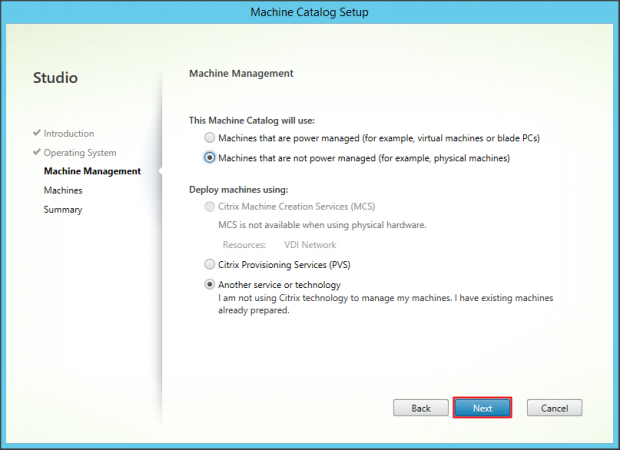 Machine Catalog Setup
Studio
Introduction
Operating System
Machine Management
Machines
Summary
Machine Management
This Machine Catalog will use:
Machines that are power managed (for example, virtual machines or blade PCs)
Machines that are not power managed (for example, physical machines)
Deploy machines using:
Citrix Machine Creation Services (MCS)
MCS is not available when using physical hardware.
Resources: VDI Network
Citrix Provisioning Services (PVS)
Another service or technology
I am not using Citrix technology to manage my machines. I have existing machines
already prepared.
Back Next Cancel